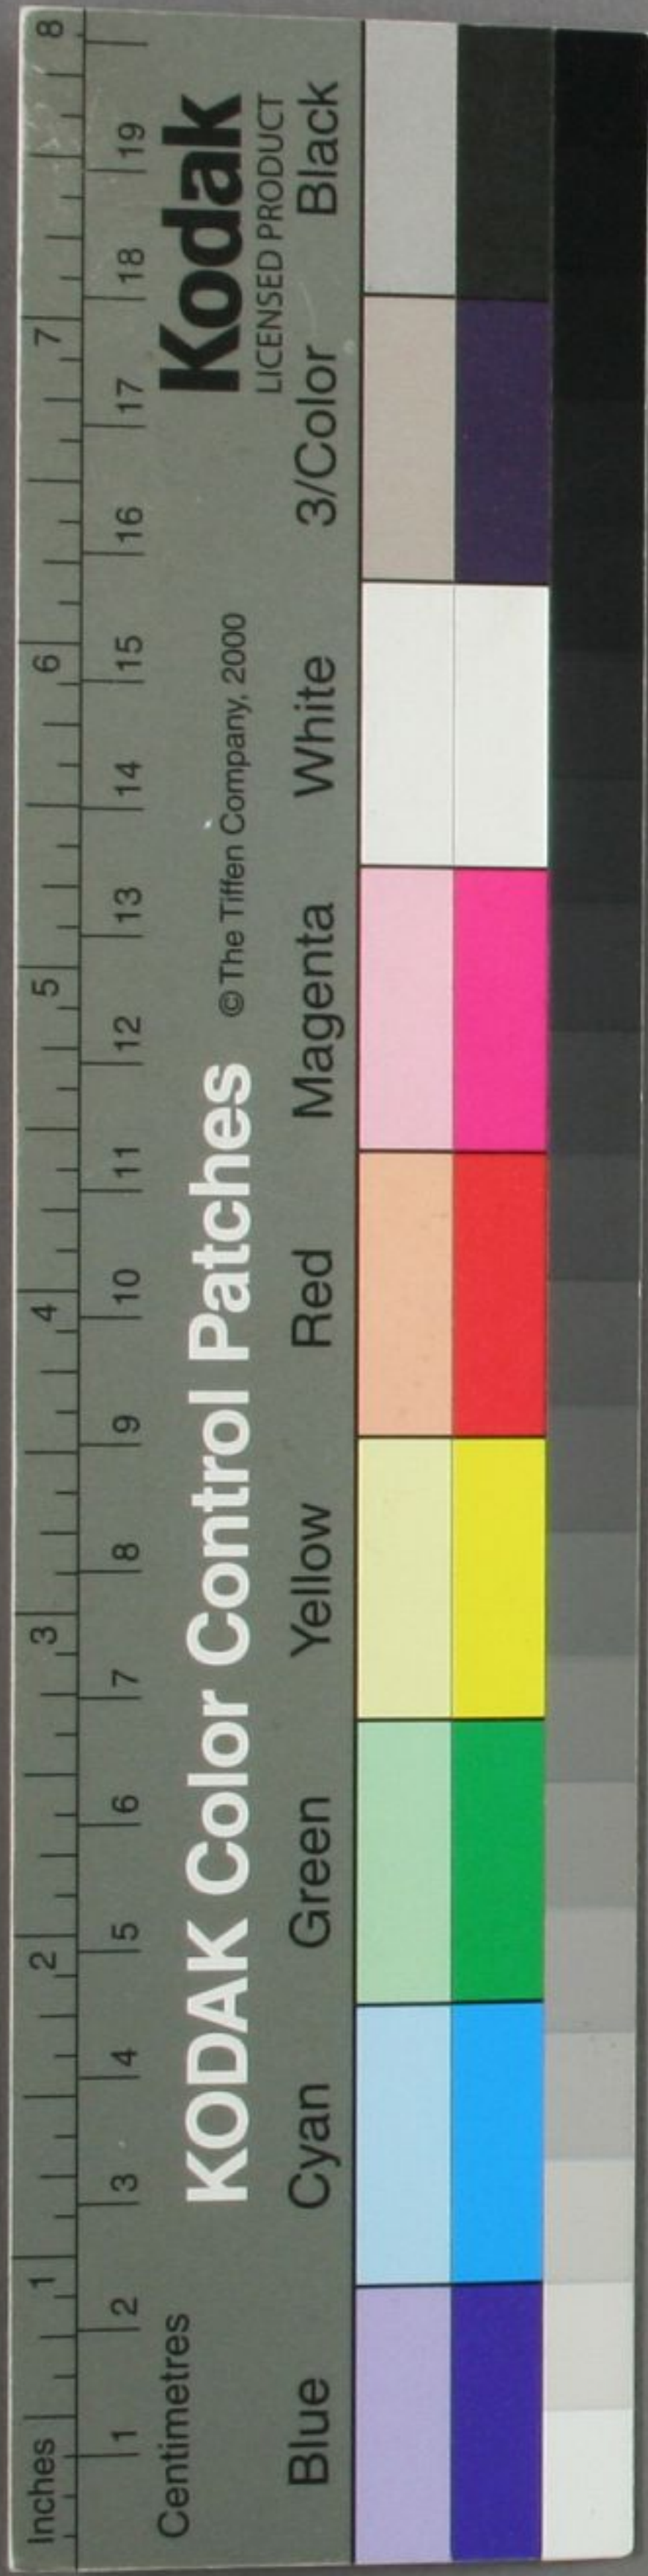 Inches 1 2 3 4 5 6 7 8
1 2 3 4 5 6 7 8 9 10 11 12 13 14 15 16 17 18 19
Centimetres
KODAK Color Control Patches © The Tiffen Company, 2000 Kodak
LICENSED PRODUCT
Blue Cyan Green Yellow Red Magenta White 3/Color Black